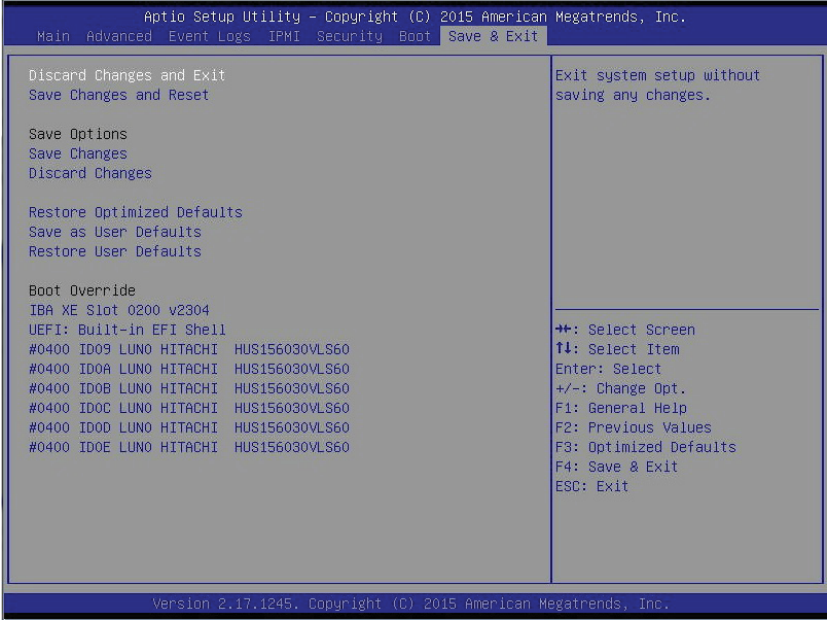 Aptio Setup Utility – Copyright (C) 2015 American Megatrends, Inc.
Main Advanced Event Logs IPMI Security Boot Save & Exit
Discard Changes and Exit
Save Changes and Reset
Save Options
Save Changes
Discard Changes
Restore Optimized Defaults
Save as User Defaults
Restore User Defaults
Boot Override
IBA XE Slot 0200 v2304
UEFI: Built-in EFI Shell
#0400 ID09 LUN0 HITACHI HUS156030VLS60
#0400 ID0A LUN0 HITACHI HUS156030VLS60
#0400 ID0B LUN0 HITACHI HUS156030VLS60
#0400 ID0C LUN0 HITACHI HUS156030VLS60
#0400 ID0D LUN0 HITACHI HUS156030VLS60
#0400 ID0E LUN0 HITACHI HUS156030VLS60
Exit system setup without
saving any changes.
→←: Select Screen
↑↓: Select Item
Enter: Select
+/-: Change Opt.
F1: General Help
F2: Previous Values
F3: Optimized Defaults
F4: Save & Exit
ESC: Exit
Version 2.17.1245. Copyright (C) 2015 American Megatrends, Inc.